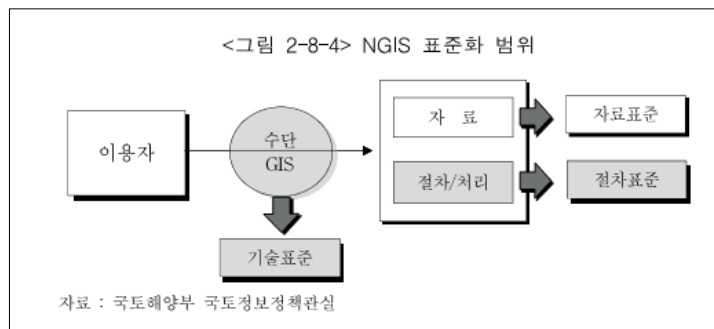 <그림 2-8-4> NGIS 표준화 범위
이용자
수단
GIS
자 료
자료표준
절차/처리
절차표준
기술표준
자료 : 국토해양부 국토정보정책관실